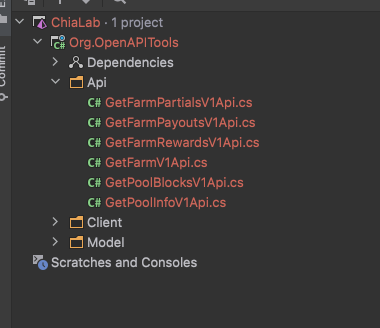 ChiaLab · 1 project
Org.OpenAPITools
Dependencies
Api
C# GetFarmPartialsV1Api.cs
C# GetFarmPayoutsV1Api.cs
C# GetFarmRewardsV1Api.cs
C# GetFarmV1Api.cs
C# GetPoolBlocksV1Api.cs
C# GetPoolInfoV1Api.cs
Client
Model
Scratches and Consoles
Commit